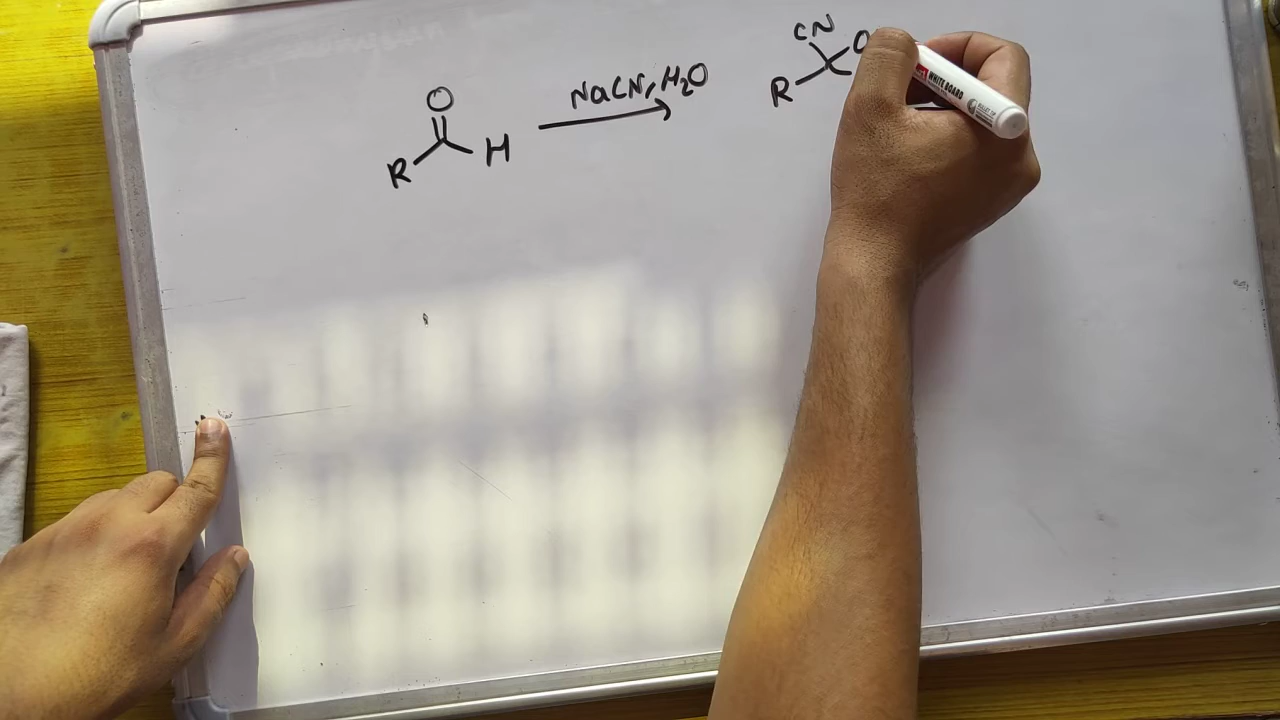 CN
O
R
NaCN, H2O
O
H
R
WHITE BOARD